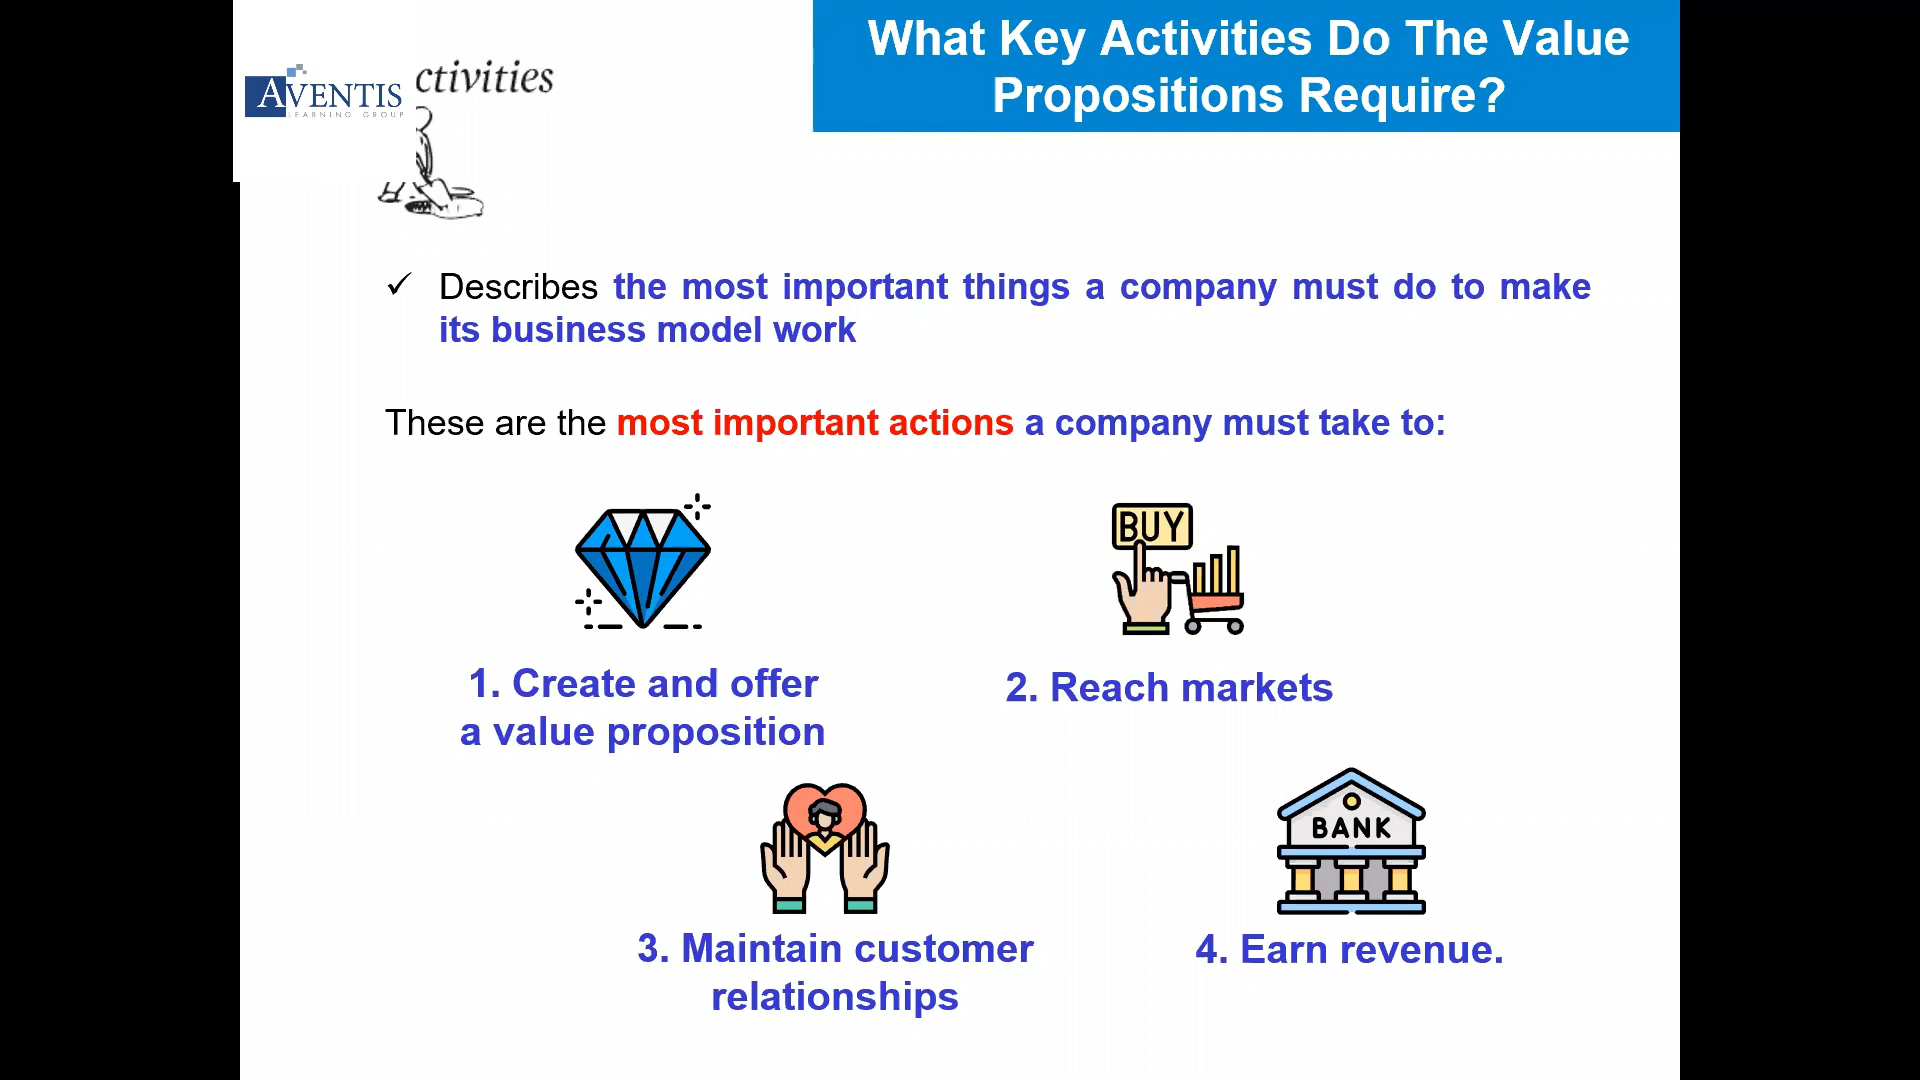 What Key Activities Do The Value
Propositions Require?
AVENTIS
LEARNING GROUP
ctivities
✓ Describes the most important things a company must do to make
its business model work
These are the most important actions a company must take to:
BUY
1. Create and offer
a value proposition
2. Reach markets
BANK
3. Maintain customer
relationships
4. Earn revenue.